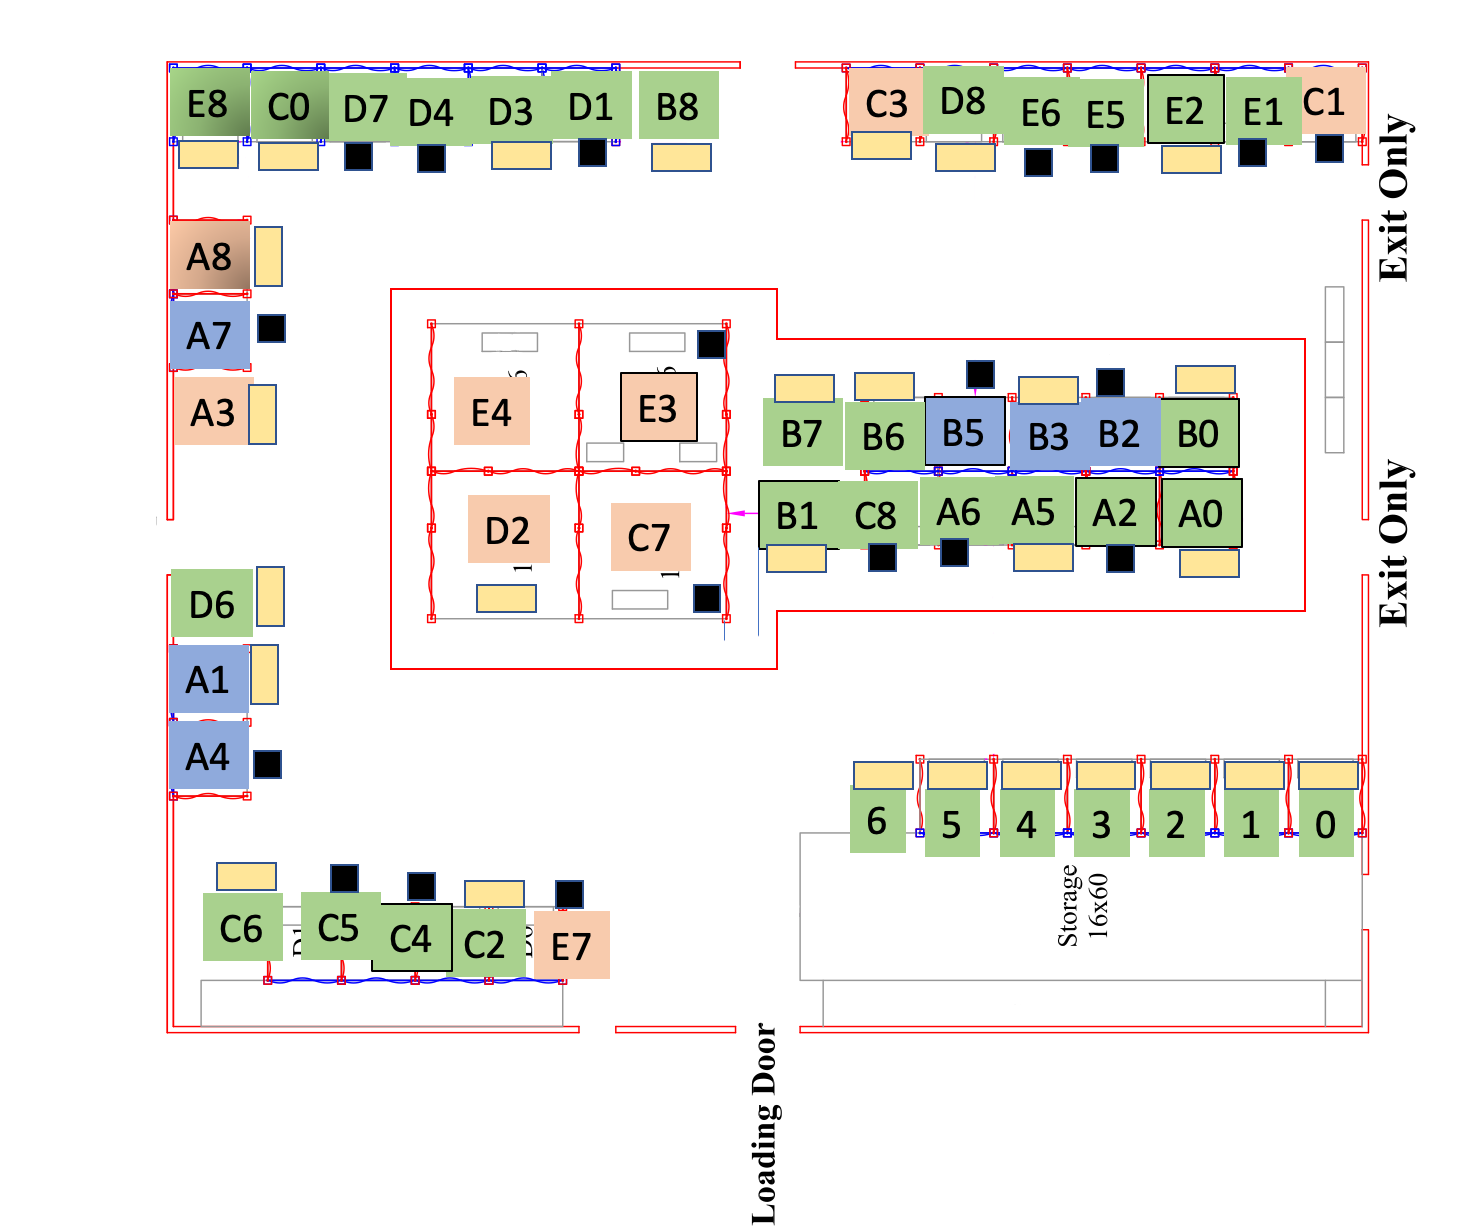 E8 C0 D7 D4 D3 D1 B8 C3 D8 E6 E5 E2 E1 C1
Exit Only
A8
A7
A3
E4 E3
B7 B6 B5 B3 B2 B0
D2 C7
B1 C8 A6 A5 A2 A0
Exit Only
D6
A1
A4
6 5 4 3 2 1 0
Storage
16x60
C6 C5 C4 C2 E7
Loading Door